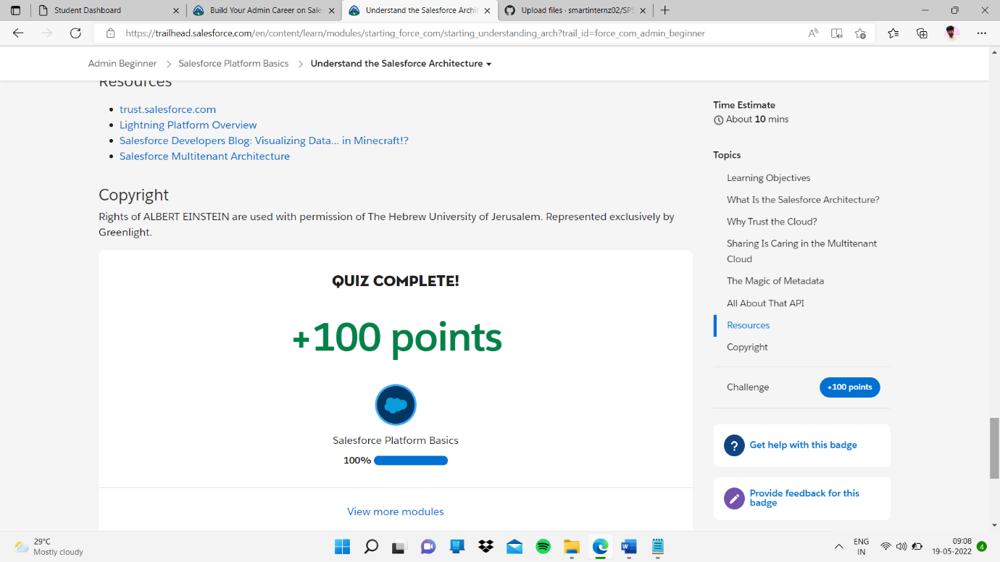 Student Dashboard
Build Your Admin Career on Sale
Understand the Salesforce Archit
Upload files · smartinternz02/SPS
https://trailhead.salesforce.com/en/content/learn/modules/starting_force_com/starting_understanding_arch?trail_id=force_com_admin_beginner
Admin Beginner > Salesforce Platform Basics > Understand the Salesforce Architecture
Resources
trust.salesforce.com
Lightning Platform Overview
Salesforce Developers Blog: Visualizing Data... in Minecraft!?
Salesforce Multitenant Architecture
Copyright
Rights of ALBERT EINSTEIN are used with permission of The Hebrew University of Jerusalem. Represented exclusively by
Greenlight.
QUIZ COMPLETE!
+100 points
Salesforce Platform Basics
100%
View more modules
Time Estimate
About 10 mins
Topics
Learning Objectives
What Is the Salesforce Architecture?
Why Trust the Cloud?
Sharing Is Caring in the Multitenant
Cloud
The Magic of Metadata
All About That API
Resources
Copyright
Challenge
+100 points
? Get help with this badge
Provide feedback for this
badge
29°C
Mostly cloudy
ENG
IN
09:08
19-05-2022
4